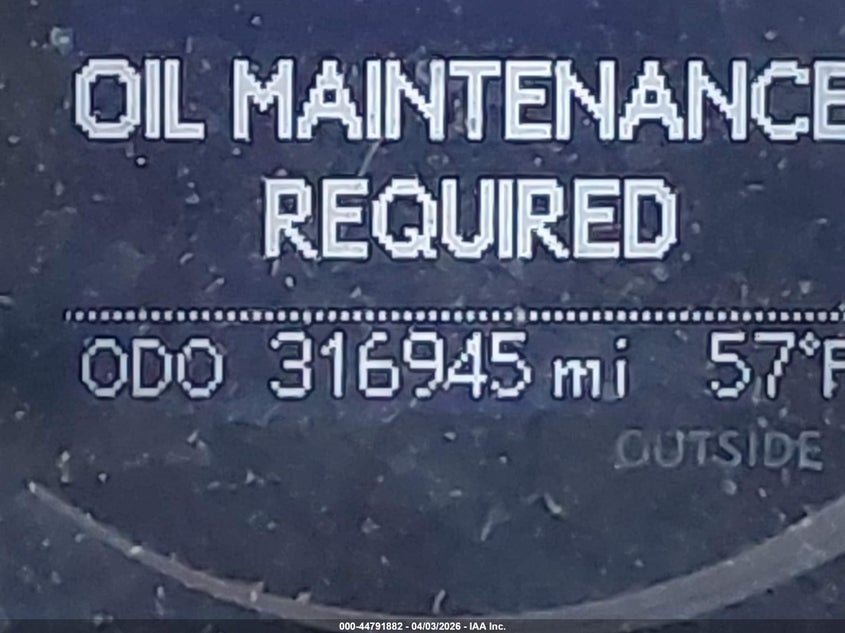 OIL MAINTENANCE
REQUIRED
ODO 316945 mi 57°F
OUTSIDE
000-44791882 - 04/03/2026 - IAA Inc.